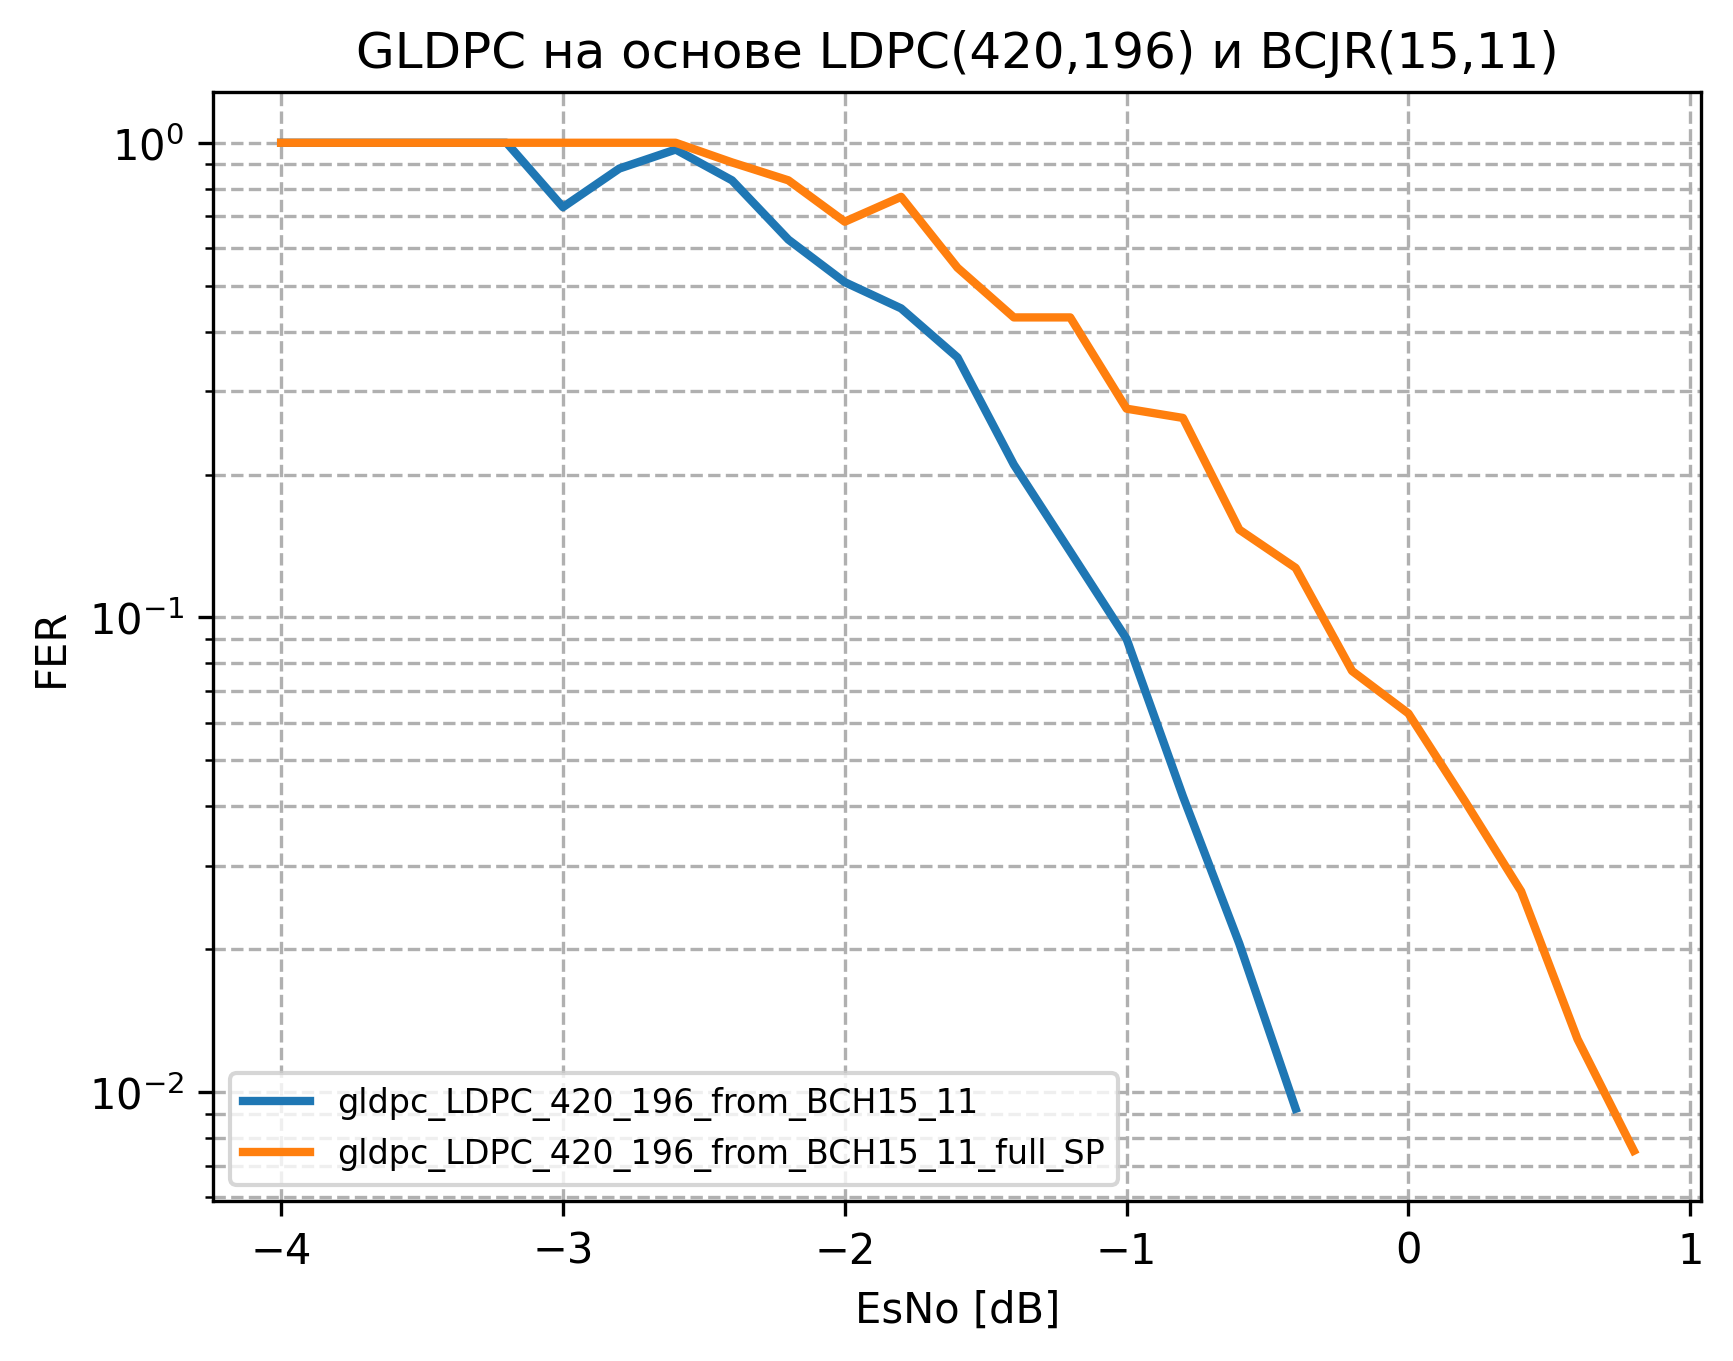 GLDPC на основе LDPC(420,196) и BCJR(15,11)
10⁰
10⁻¹
10⁻²
FER
gldpc_LDPC_420_196_from_BCH15_11
gldpc_LDPC_420_196_from_BCH15_11_full_SP
−4 −3 −2 −1 0 1
EsNo [dB]